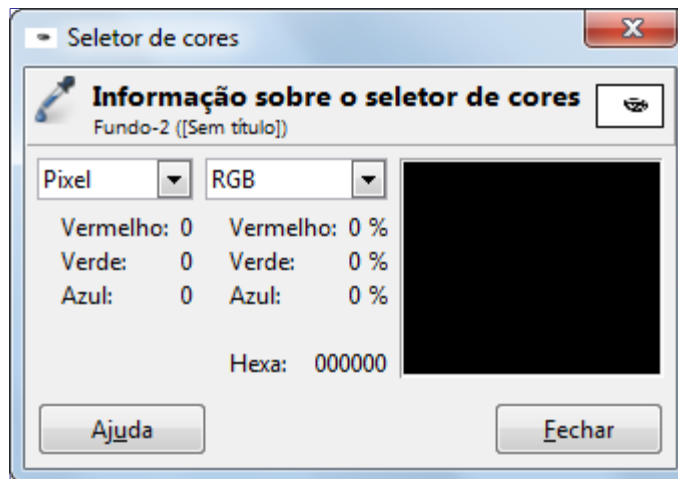 Seletor de cores
Informação sobre o seletor de cores
Fundo-2 ([Sem título])
Pixel RGB
Vermelho: 0 Vermelho: 0 %
Verde: 0 Verde: 0 %
Azul: 0 Azul: 0 %
Hexa: 000000
Ajuda Fechar